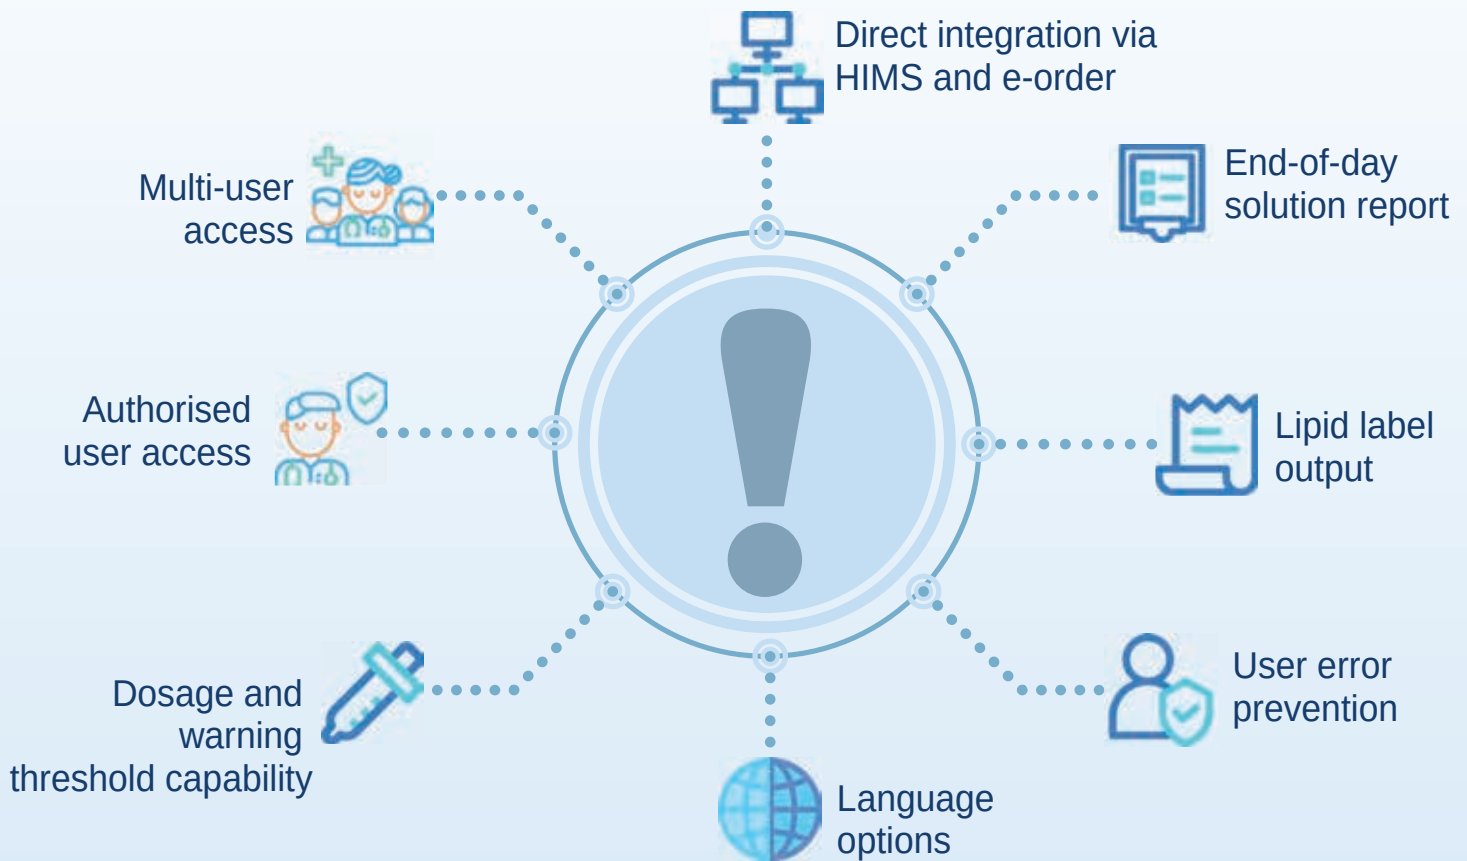 Direct integration via
HIMS and e-order
End-of-day
solution report
Multi-user
access
Authorised
user access
Lipid label
output
Dosage and
warning
threshold capability
User error
prevention
Language
options
!